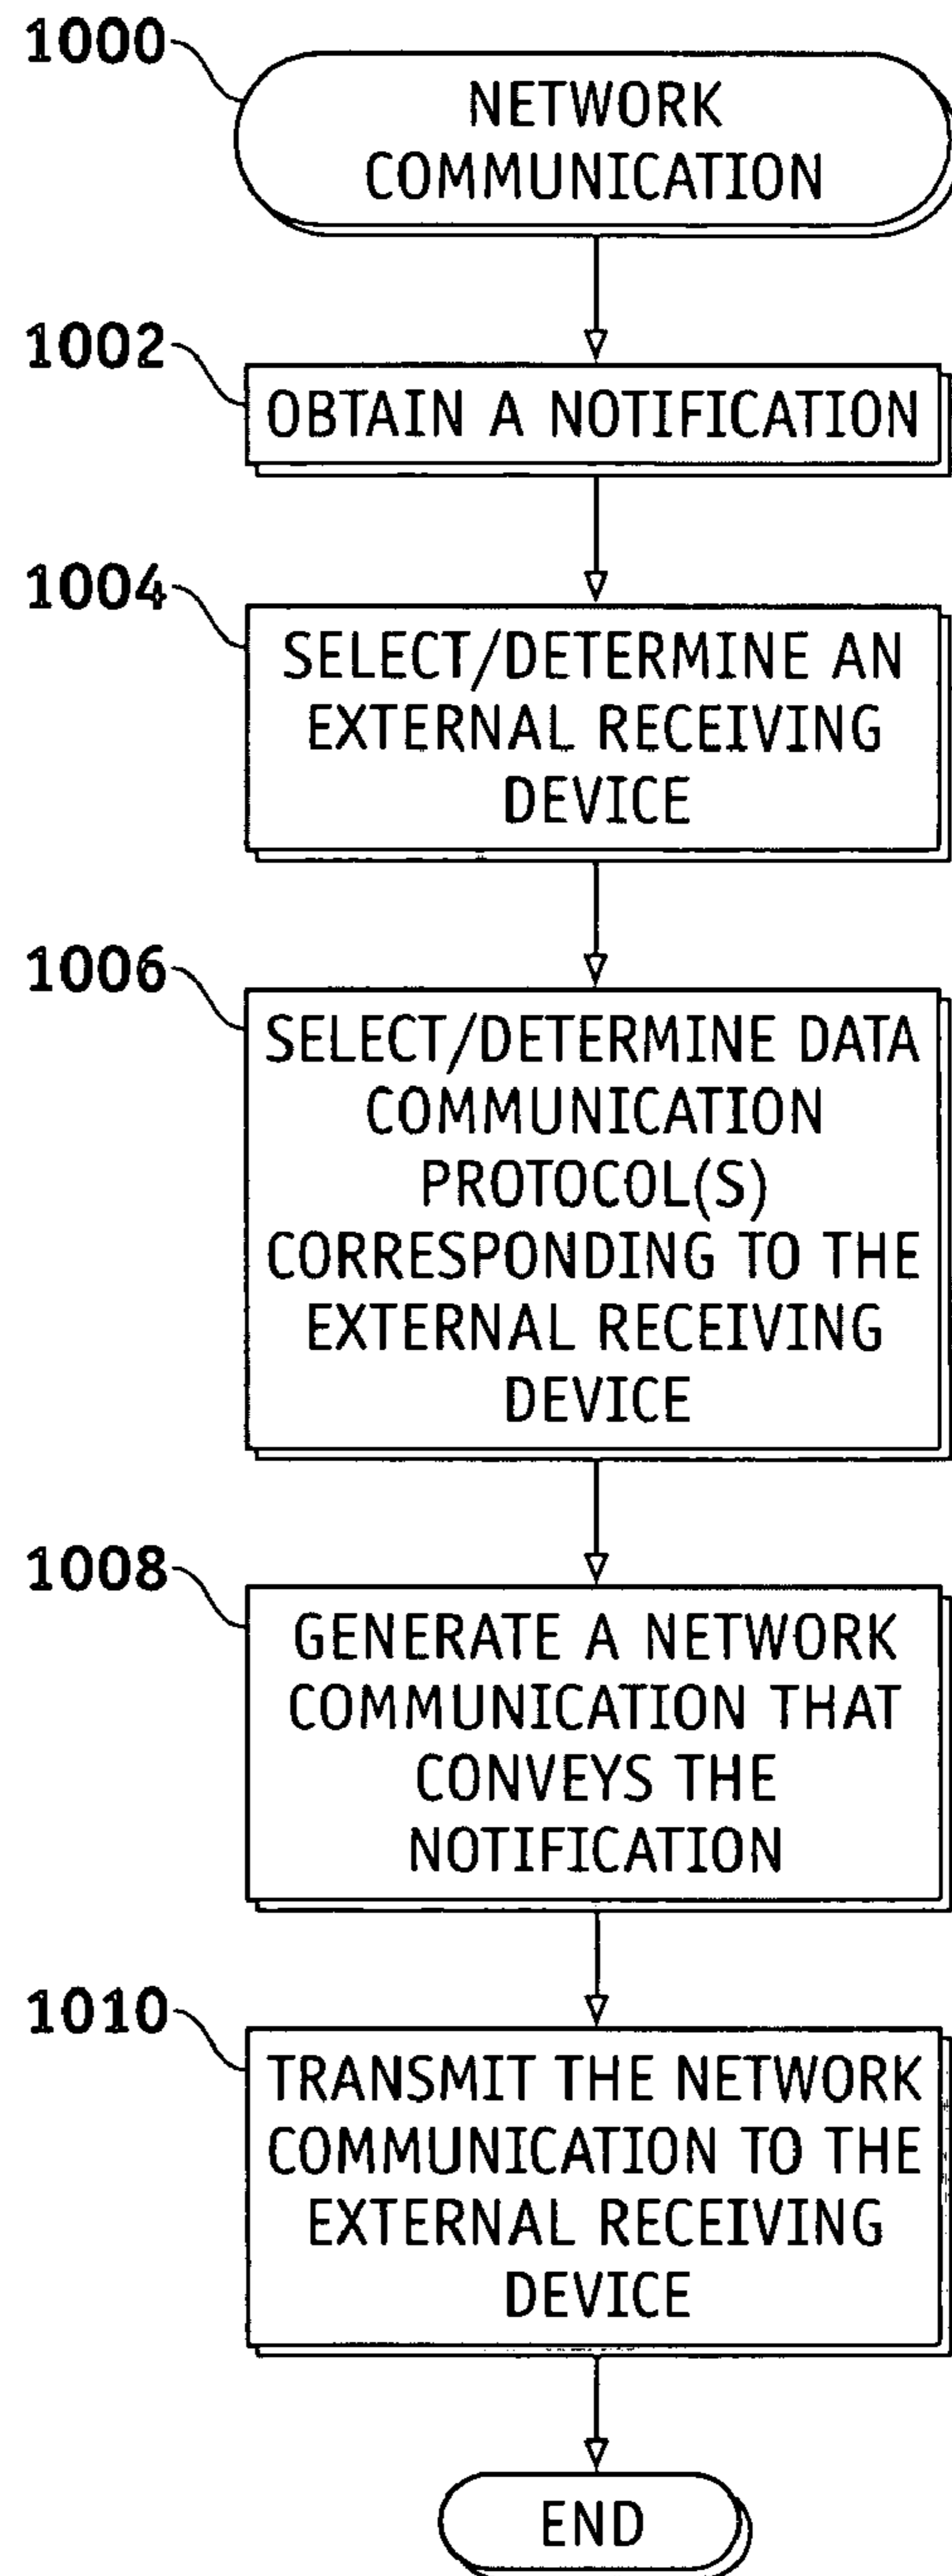 1000
NETWORK
COMMUNICATION
1002
OBTAIN A NOTIFICATION
1004
SELECT/DETERMINE AN
EXTERNAL RECEIVING
DEVICE
1006
SELECT/DETERMINE DATA
COMMUNICATION
PROTOCOL(S)
CORRESPONDING TO THE
EXTERNAL RECEIVING
DEVICE
1008
GENERATE A NETWORK
COMMUNICATION THAT
CONVEYS THE
NOTIFICATION
1010
TRANSMIT THE NETWORK
COMMUNICATION TO THE
EXTERNAL RECEIVING
DEVICE
END